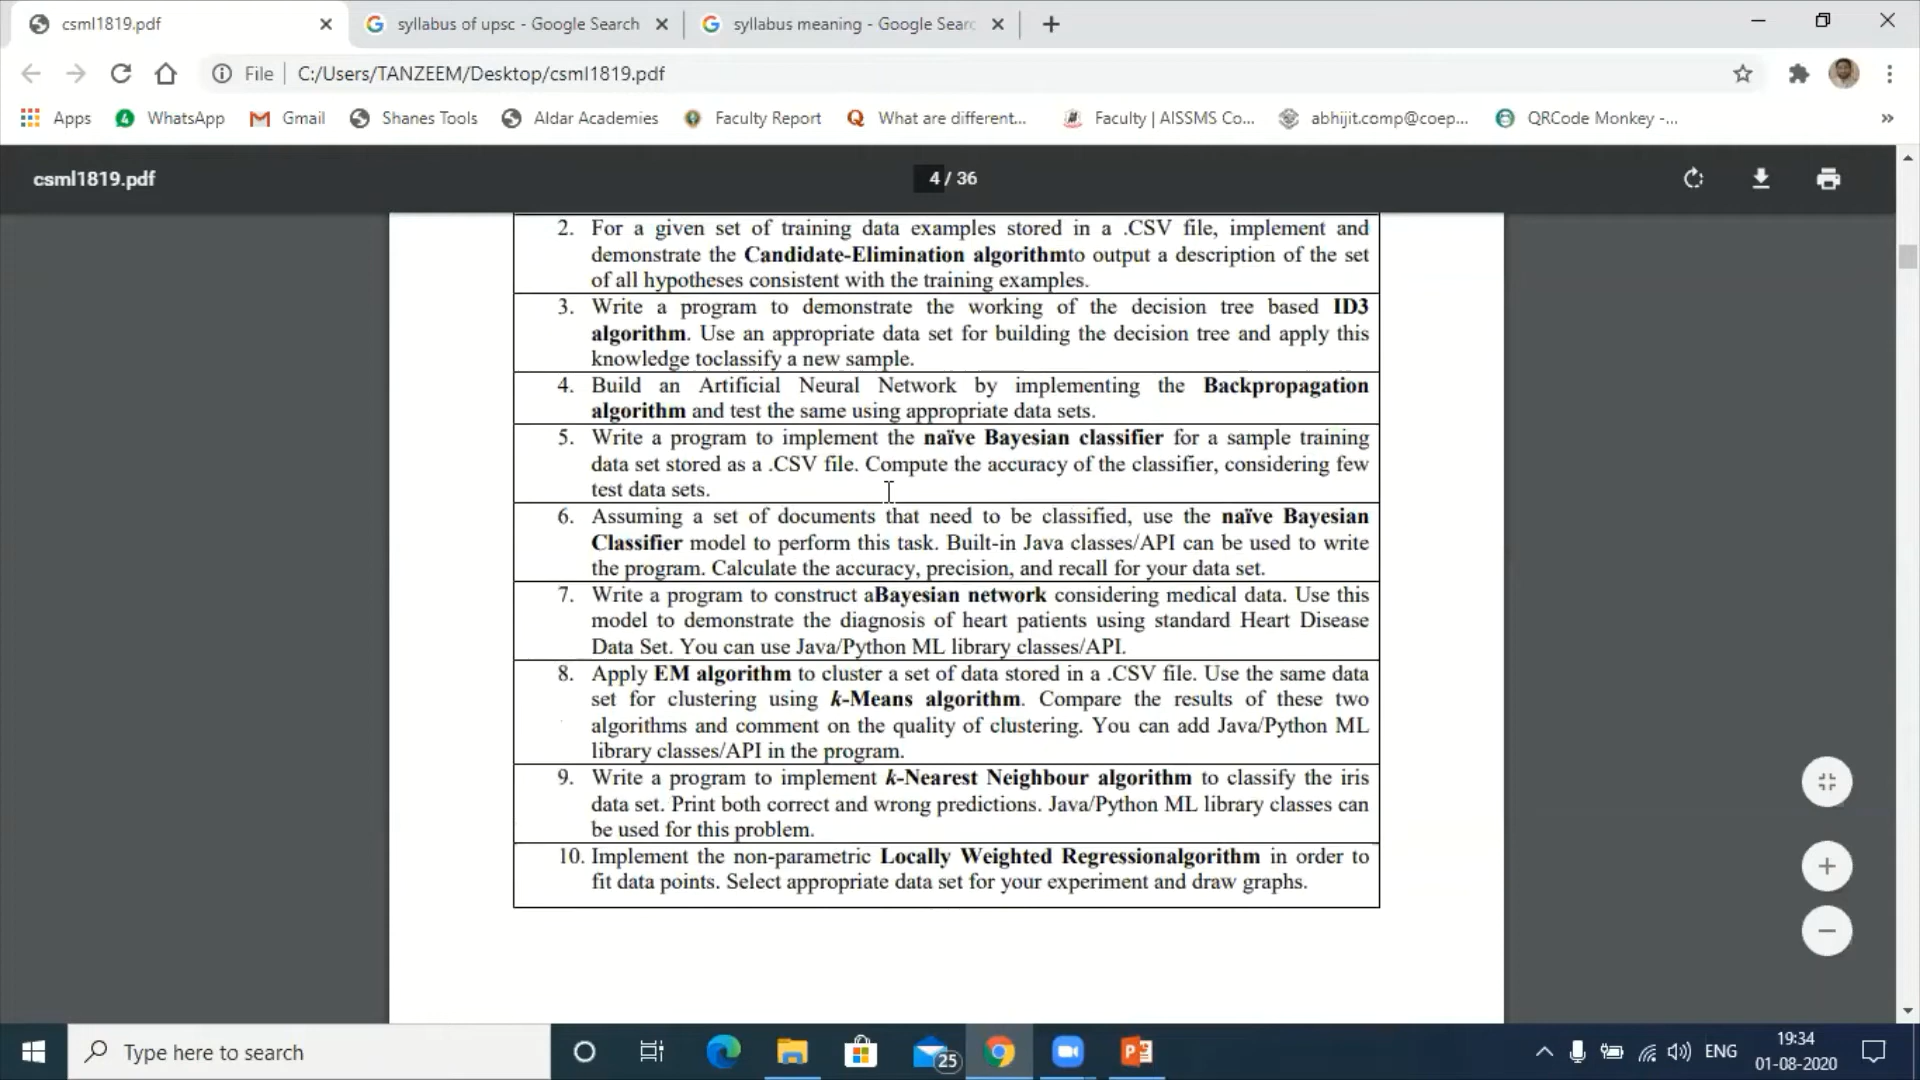 csml1819.pdf
syllabus of upsc - Google Search
syllabus meaning - Google Searc
File
C:/Users/TANZEEM/Desktop/csml1819.pdf
Apps
WhatsApp
Gmail
Shanes Tools
Aldar Academies
Faculty Report
What are different...
Faculty | AISSMS Co...
abhijit.comp@coep...
QRCode Monkey -...
»
csml1819.pdf
4 / 36
2. For a given set of training data examples stored in a .CSV file, implement and
demonstrate the Candidate-Elimination algorithmto output a description of the set
of all hypotheses consistent with the training examples.
3. Write a program to demonstrate the working of the decision tree based ID3
algorithm. Use an appropriate data set for building the decision tree and apply this
knowledge toclassify a new sample.
4. Build an Artificial Neural Network by implementing the Backpropagation
algorithm and test the same using appropriate data sets.
5. Write a program to implement the naïve Bayesian classifier for a sample training
data set stored as a .CSV file. Compute the accuracy of the classifier, considering few
test data sets.
6. Assuming a set of documents that need to be classified, use the naïve Bayesian
Classifier model to perform this task. Built-in Java classes/API can be used to write
the program. Calculate the accuracy, precision, and recall for your data set.
7. Write a program to construct aBayesian network considering medical data. Use this
model to demonstrate the diagnosis of heart patients using standard Heart Disease
Data Set. You can use Java/Python ML library classes/API.
8. Apply EM algorithm to cluster a set of data stored in a .CSV file. Use the same data
set for clustering using k-Means algorithm. Compare the results of these two
algorithms and comment on the quality of clustering. You can add Java/Python ML
library classes/API in the program.
9. Write a program to implement k-Nearest Neighbour algorithm to classify the iris
data set. Print both correct and wrong predictions. Java/Python ML library classes can
be used for this problem.
10. Implement the non-parametric Locally Weighted Regressionalgorithm in order to
fit data points. Select appropriate data set for your experiment and draw graphs.
Type here to search
25
ENG
19:34
01-08-2020